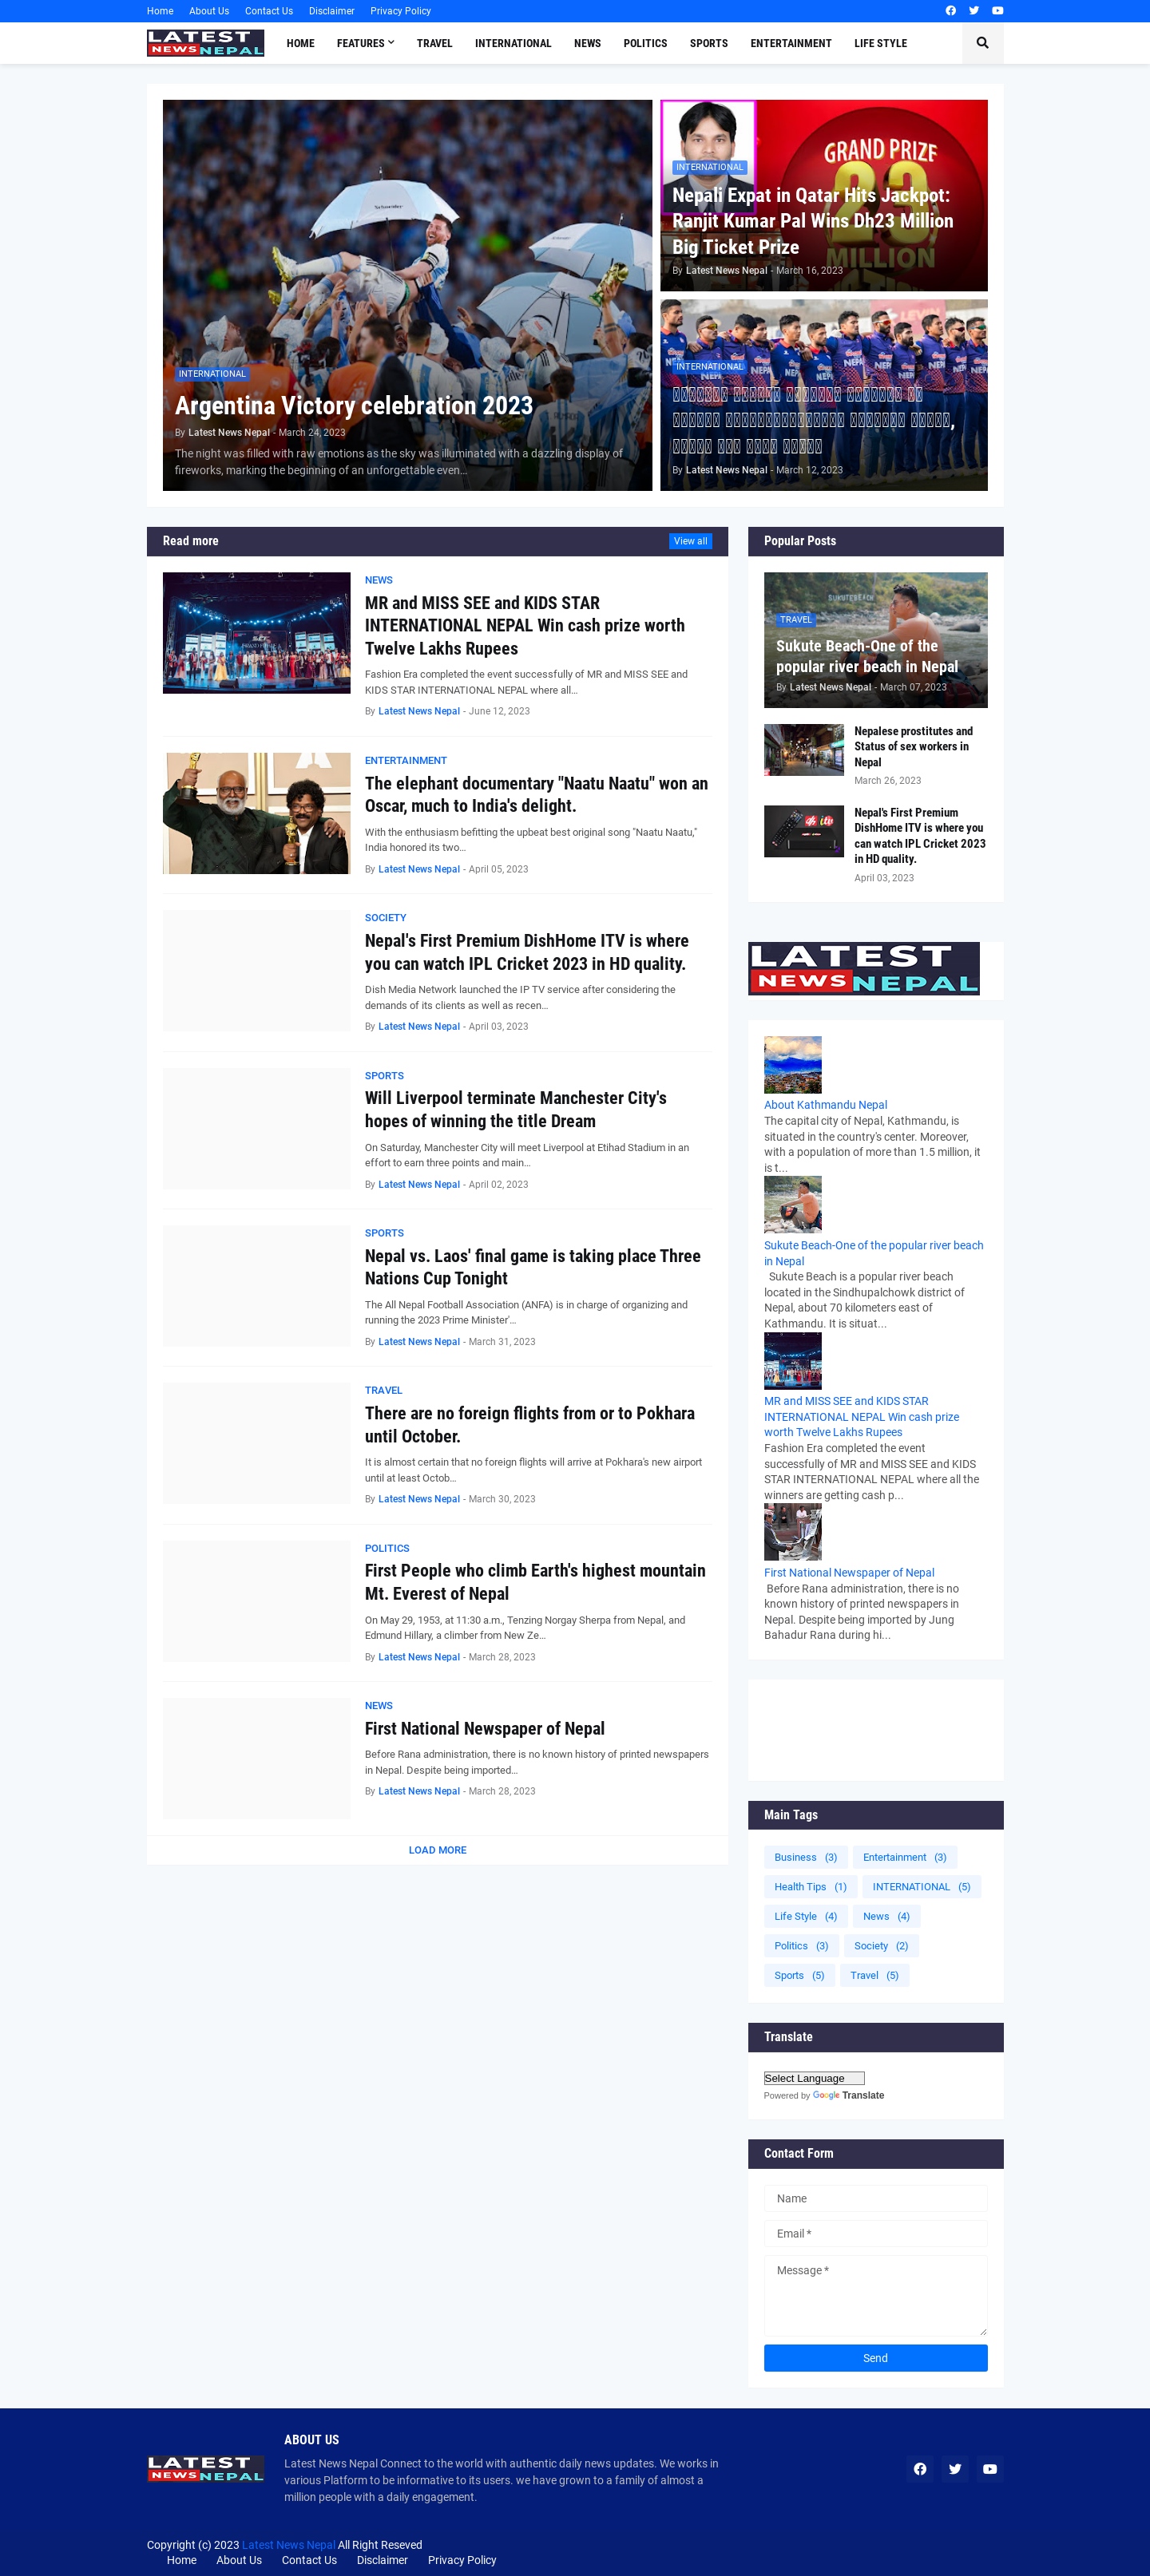 Home About Us Contact Us Disclaimer Privacy Policy
LATEST
NEWS NEPAL
HOME FEATURES TRAVEL INTERNATIONAL NEWS POLITICS SPORTS ENTERTAINMENT LIFE STYLE
INTERNATIONAL
Argentina Victory celebration 2023
By Latest News Nepal - March 24, 2023
The night was filled with raw emotions as the sky was illuminated with a dazzling display of
fireworks, marking the beginning of an unforgettable even…
GRAND PRIZE
23
MILLION
INTERNATIONAL
Nepali Expat in Qatar Hits Jackpot:
Ranjit Kumar Pal Wins Dh23 Million
Big Ticket Prize
By Latest News Nepal - March 16, 2023
INTERNATIONAL
By Latest News Nepal - March 12, 2023
Read more
View all
NEWS
MR and MISS SEE and KIDS STAR
INTERNATIONAL NEPAL Win cash prize worth
Twelve Lakhs Rupees
Fashion Era completed the event successfully of MR and MISS SEE and
KIDS STAR INTERNATIONAL NEPAL where all…
By Latest News Nepal - June 12, 2023
ENTERTAINMENT
The elephant documentary "Naatu Naatu" won an
Oscar, much to India's delight.
With the enthusiasm befitting the upbeat best original song "Naatu Naatu,"
India honored its two…
By Latest News Nepal - April 05, 2023
SOCIETY
Nepal's First Premium DishHome ITV is where
you can watch IPL Cricket 2023 in HD quality.
Dish Media Network launched the IP TV service after considering the
demands of its clients as well as recen…
By Latest News Nepal - April 03, 2023
SPORTS
Will Liverpool terminate Manchester City's
hopes of winning the title Dream
On Saturday, Manchester City will meet Liverpool at Etihad Stadium in an
effort to earn three points and main…
By Latest News Nepal - April 02, 2023
SPORTS
Nepal vs. Laos' final game is taking place Three
Nations Cup Tonight
The All Nepal Football Association (ANFA) is in charge of organizing and
running the 2023 Prime Minister'…
By Latest News Nepal - March 31, 2023
TRAVEL
There are no foreign flights from or to Pokhara
until October.
It is almost certain that no foreign flights will arrive at Pokhara's new airport
until at least Octob…
By Latest News Nepal - March 30, 2023
POLITICS
First People who climb Earth's highest mountain
Mt. Everest of Nepal
On May 29, 1953, at 11:30 a.m., Tenzing Norgay Sherpa from Nepal, and
Edmund Hillary, a climber from New Ze…
By Latest News Nepal - March 28, 2023
NEWS
First National Newspaper of Nepal
Before Rana administration, there is no known history of printed newspapers
in Nepal. Despite being imported…
By Latest News Nepal - March 28, 2023
LOAD MORE
Popular Posts
SUKUTE BEACH
TRAVEL
Sukute Beach-One of the
popular river beach in Nepal
By Latest News Nepal - March 07, 2023
Nepalese prostitutes and
Status of sex workers in
Nepal
March 26, 2023
Nepal's First Premium
DishHome ITV is where you
can watch IPL Cricket 2023
in HD quality.
April 03, 2023
LATEST
NEWS NEPAL
About Kathmandu Nepal
The capital city of Nepal, Kathmandu, is
situated in the country's center. Moreover,
with a population of more than 1.5 million, it
is t...
Sukute Beach-One of the popular river beach
in Nepal
Sukute Beach is a popular river beach
located in the Sindhupalchowk district of
Nepal, about 70 kilometers east of
Kathmandu. It is situat...
MR and MISS SEE and KIDS STAR
INTERNATIONAL NEPAL Win cash prize
worth Twelve Lakhs Rupees
Fashion Era completed the event
successfully of MR and MISS SEE and KIDS
STAR INTERNATIONAL NEPAL where all the
winners are getting cash p...
First National Newspaper of Nepal
Before Rana administration, there is no
known history of printed newspapers in
Nepal. Despite being imported by Jung
Bahadur Rana during hi...
Main Tags
Business (3) Entertainment (3)
Health Tips (1) INTERNATIONAL (5)
Life Style (4) News (4)
Politics (3) Society (2)
Sports (5) Travel (5)
Translate
Select Language
Powered by Google Translate
Contact Form
Name
Email *
Message *
Send
LATEST
NEWS NEPAL
ABOUT US
Latest News Nepal Connect to the world with authentic daily news updates. We works in
various Platform to be informative to its users. we have grown to a family of almost a
million people with a daily engagement.
Copyright (c) 2023 Latest News Nepal All Right Reseved
Home About Us Contact Us Disclaimer Privacy Policy